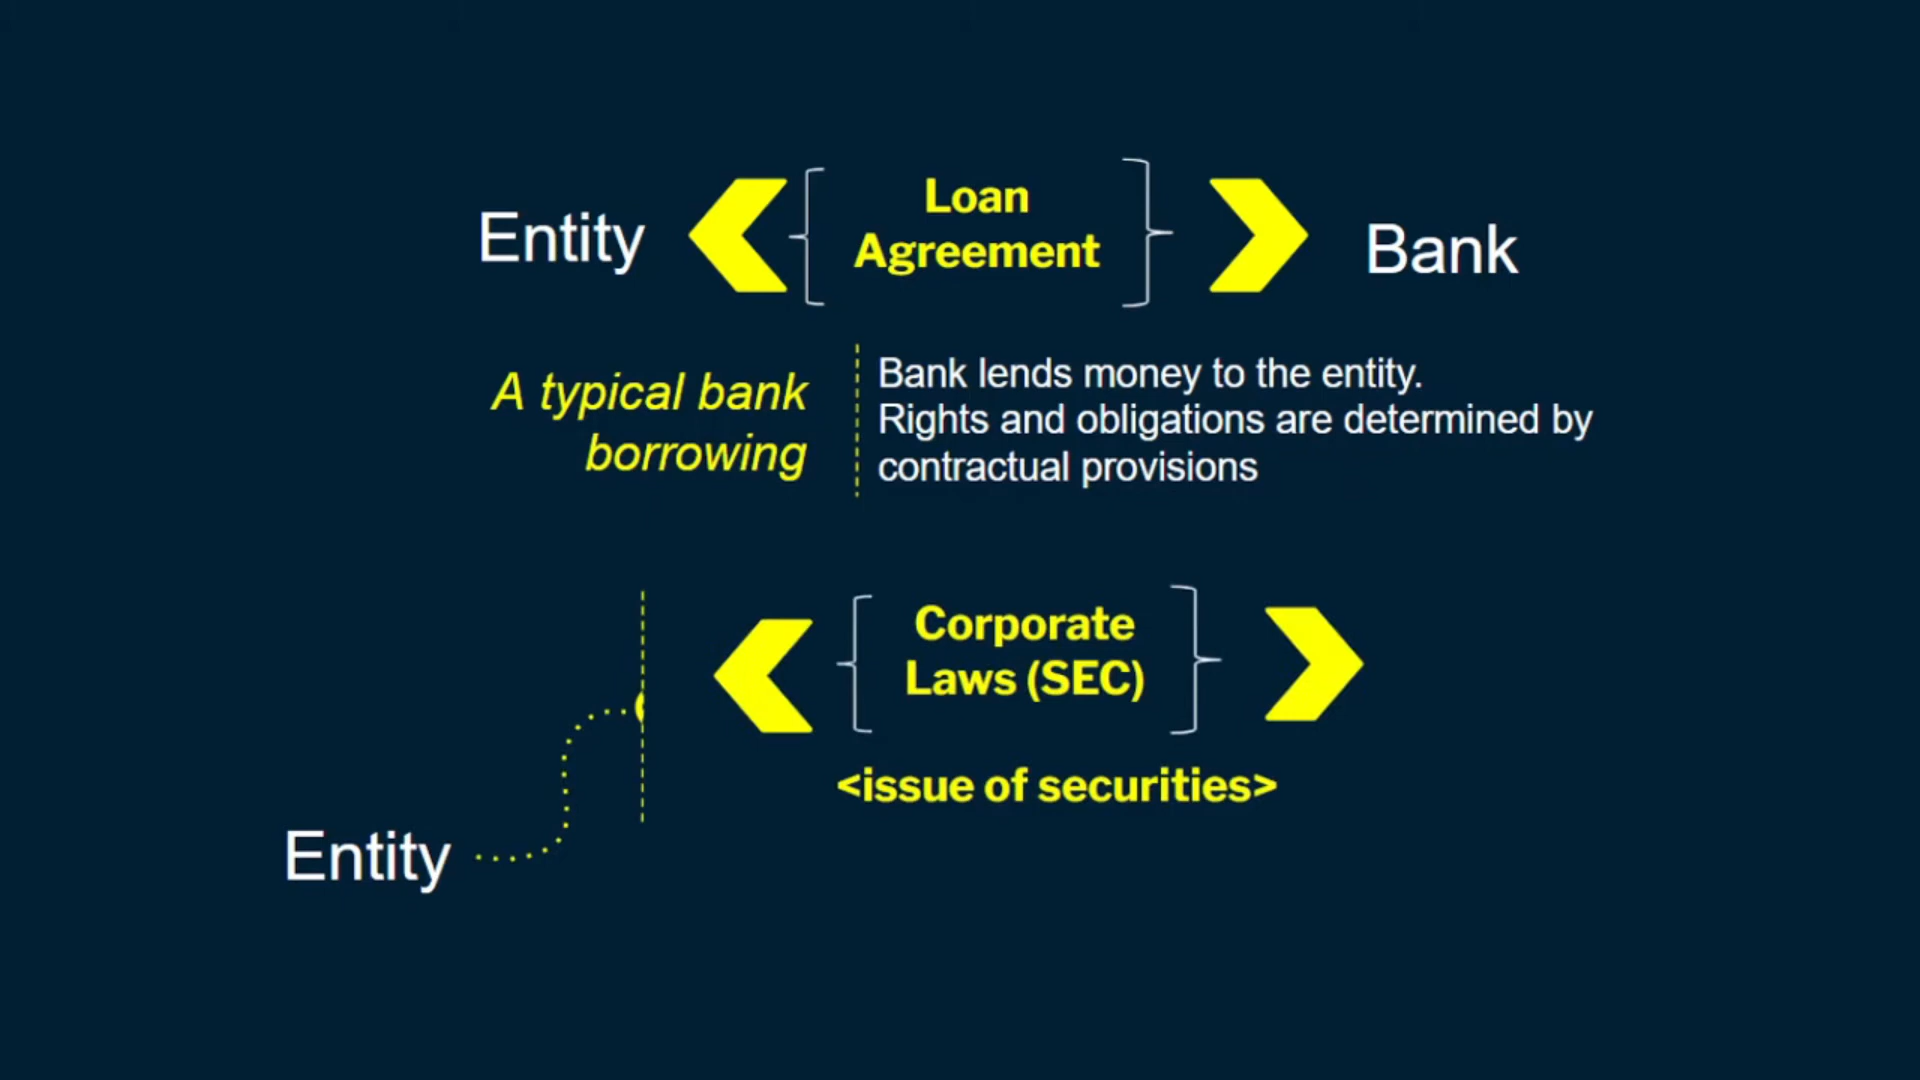 Entity
Loan
Agreement
Bank
A typical bank
borrowing
Bank lends money to the entity.
Rights and obligations are determined by
contractual provisions
Corporate
Laws (SEC)
<issue of securities>
Entity